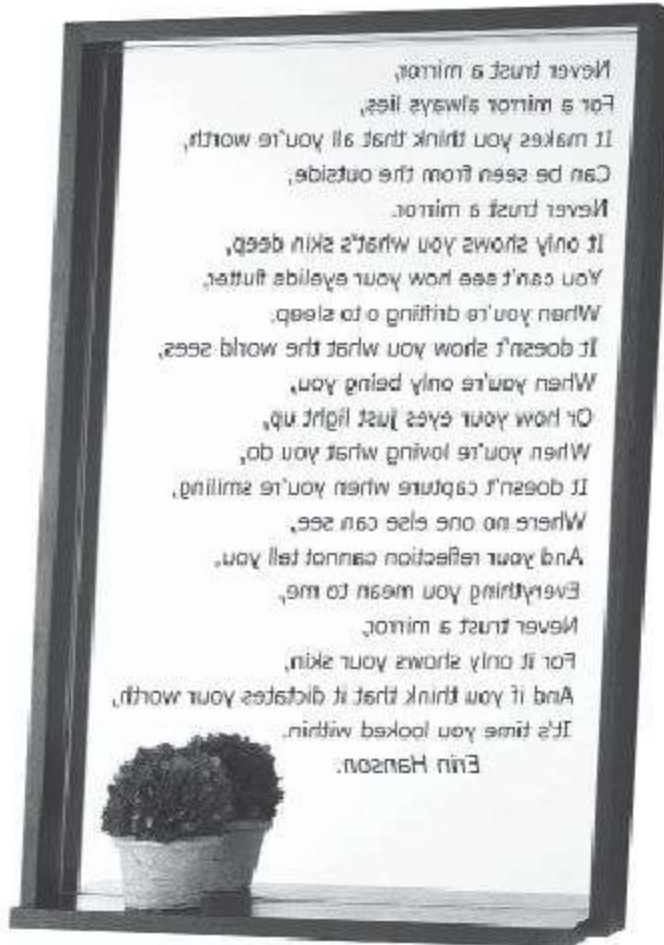 Never trust a mirror,
For a mirror always lies,
It makes you think that all you're worth,
Can be seen from the outside,
Never trust a mirror.
It only shows you what's skin deep,
You can't see how your eyelids flutter,
When you're drifting o to sleep,
It doesn't show you what the world sees,
When you're only being you,
Or how your eyes just light up,
When you're loving what you do,
It doesn't capture when you're smiling,
Where no one else can see,
And your reflection cannot tell you,
Everything you mean to me,
Never trust a mirror,
For it only shows your skin,
And if you think that it dictates your worth,
It's time you looked within.
Erin Hanson.